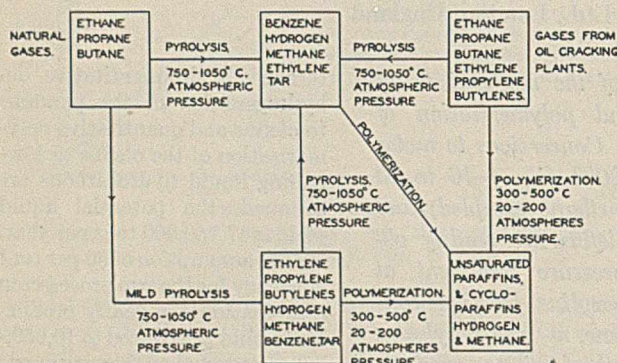 NATURAL
GASES.
ETHANE
PROPANE
BUTANE
PYROLYSIS,
750-1050° C.
ATMOSPHERIC
PRESSURE
BENZENE
HYDROGEN
METHANE
ETHYLENE
TAR
PYROLYSIS
750-1050° C.
ATMOSPHERIC
PRESSURE
ETHANE
PROPANE
BUTANE
ETHYLENE
PROPYLENE
BUTYLENES.
GASES FROM
OIL CRACKING
PLANTS.
POLYMERIZATION
PYROLYSIS,
750-1050° C
ATMOSPHERIC
PRESSURE
POLYMERIZATION.
300-500° C
20-200
ATMOSPHERES
PRESSURE.
MILD PYROLYSIS
750-1050° C
ATMOSPHERIC
PRESSURE
ETHYLENE
PROPYLENE
BUTYLENES
HYDROGEN
METHANE
BENZENE,TAR
POLYMERIZATION.
300-500° C
20-200
ATMOSPHERES
PRESSURE
UNSATURATED
PARAFFINS,
& CYCLO-
PARAFFINS
HYDROGEN
& METHANE.